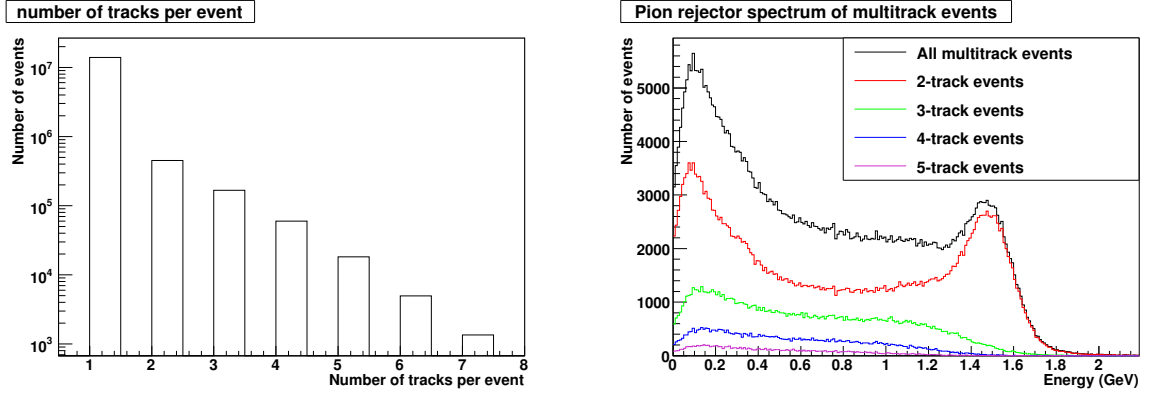 number of tracks per event
Number of events
10^7
10^6
10^5
10^4
10^3
1 2 3 4 5 6 7 8
Number of tracks per event
Pion rejector spectrum of multitrack events
Number of events
5000
4000
3000
2000
1000
0
0 0.2 0.4 0.6 0.8 1 1.2 1.4 1.6 1.8 2
Energy (GeV)
All multitrack events
2-track events
3-track events
4-track events
5-track events